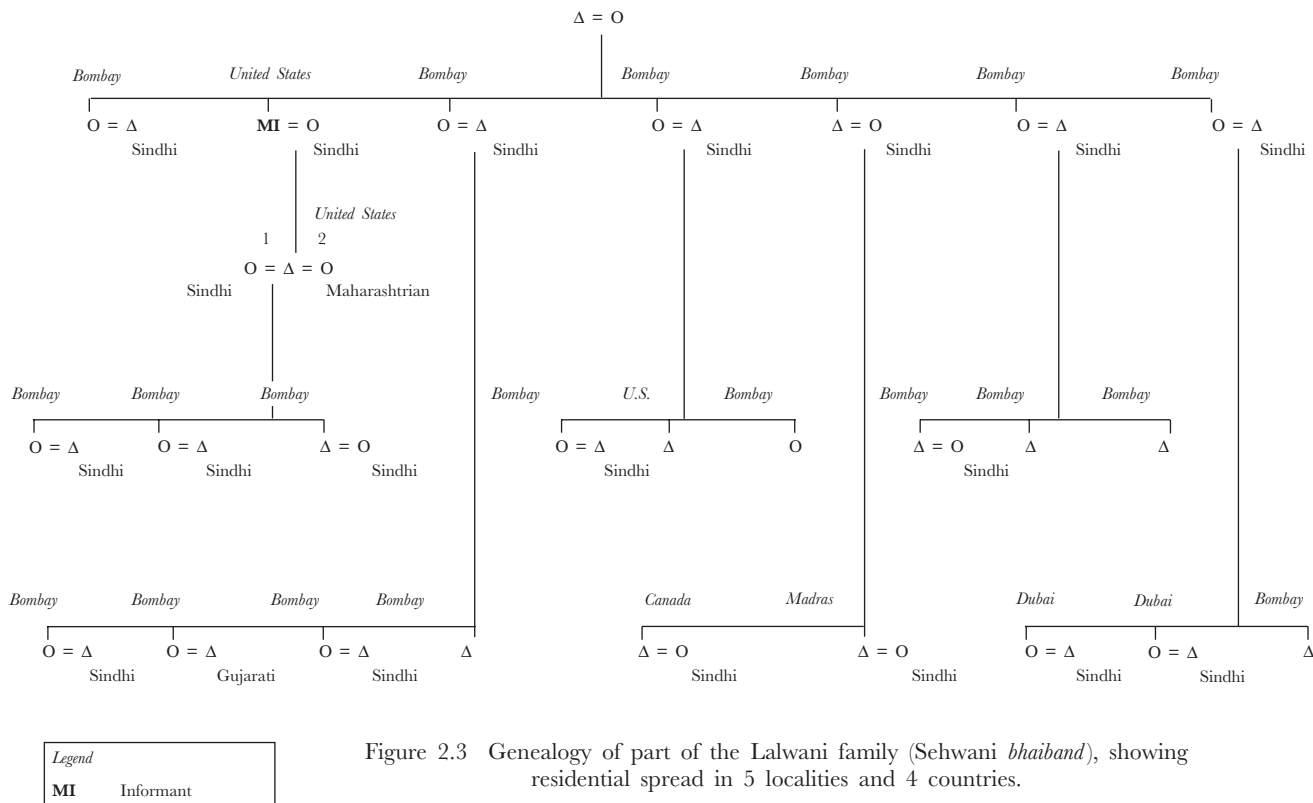 Δ = O
Bombay United States Bombay Bombay Bombay Bombay Bombay
O = Δ MI = O O = Δ O = Δ Δ = O O = Δ O = Δ
Sindhi Sindhi Sindhi Sindhi Sindhi Sindhi Sindhi
United States
1 2
O = Δ = O
Sindhi Maharashtrian
Bombay Bombay Bombay Bombay U.S. Bombay Bombay Bombay Bombay
O = Δ O = Δ Δ = O O = Δ Δ O Δ = O Δ Δ
Sindhi Sindhi Sindhi Sindhi Sindhi
Bombay Bombay Bombay Bombay Canada Madras Dubai Dubai Bombay
O = Δ O = Δ O = Δ Δ Δ = O Δ = O O = Δ O = Δ Δ
Sindhi Gujarati Sindhi Sindhi Sindhi Sindhi Sindhi
Legend
MI Informant
Figure 2.3 Genealogy of part of the Lalwani family (Sehwani bhaiband), showing
residential spread in 5 localities and 4 countries.